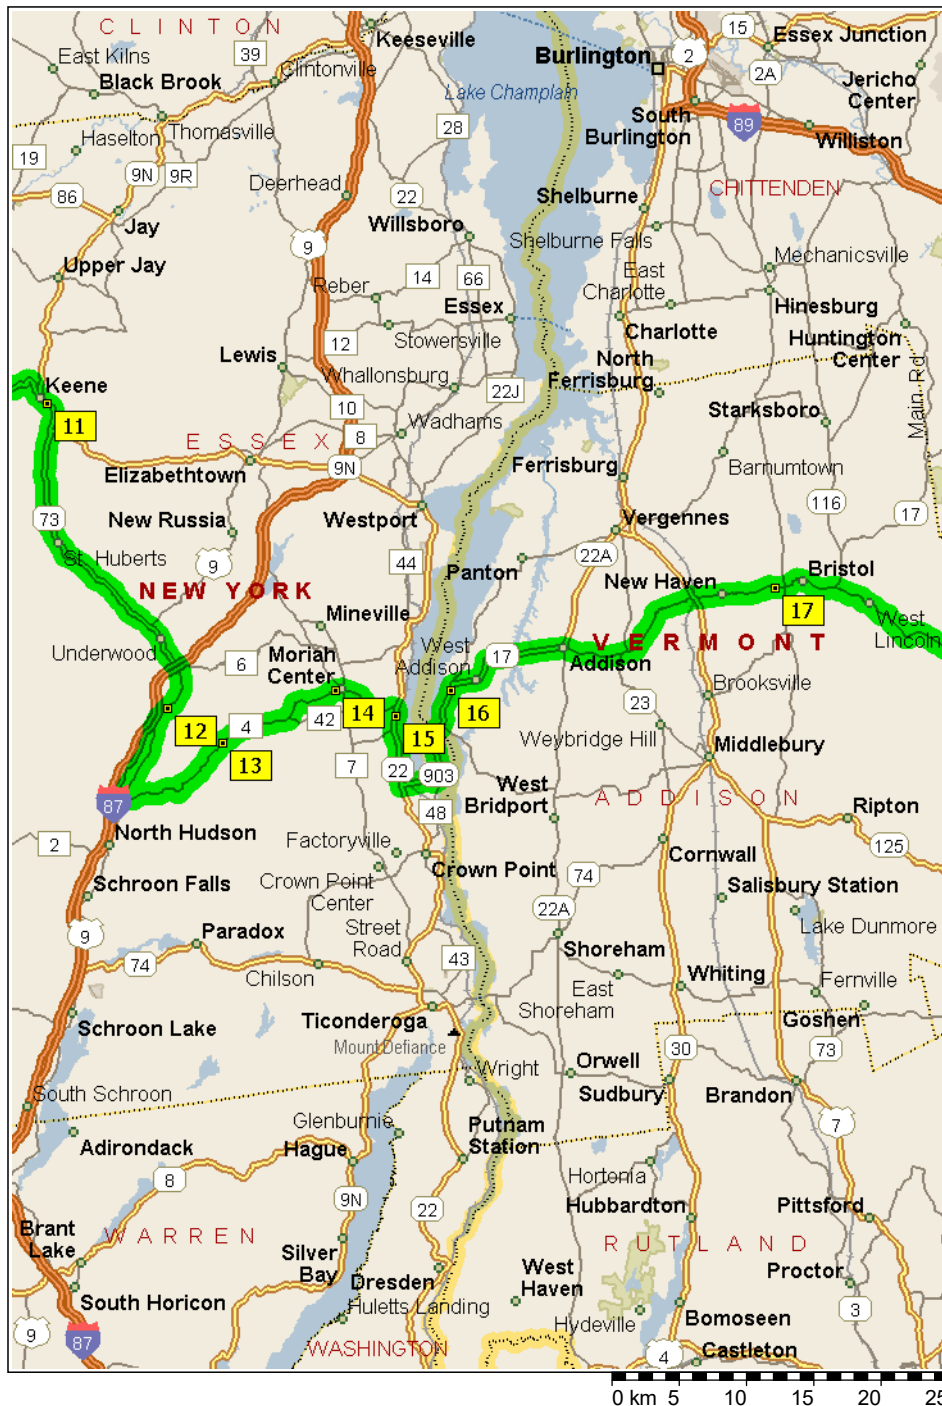 CLINTON
Keeseville
15
Essex Junction
East Kilns
39
Burlington
2
Black Brook
Clintonville
2A
Jericho
Center
Lake Champlain
South
Burlington
89
Haselton
Thomasville
28
Williston
19
9N
9R
Deerhead
86
22
Shelburne
CHITTENDEN
Jay
Willsboro
Shelburne Falls
9
Mechanicsville
Upper Jay
14
66
East
Charlotte
Reber
Essex
Hinesburg
Charlotte
Huntington
Center
12
Stowersville
Lewis
North
Ferrisburg
Whallonsburg
Keene
22J
Main Rd
10
Starksboro
11
Wadhams
ESSEX
8
Elizabethtown
9N
Ferrisburg
Barnumtown
73
New Russia
Westport
Vergennes
116
17
St. Huberts
9
44
22A
Panton
Bristol
NEW YORK
New Haven
17
Mineville
West
Lincoln
Underwood
6
Moriah
Center
West
Addison
17
VERMONT
Addison
Brooksville
12
4
42
14
16
23
13
15
Weybridge Hill
Middlebury
7
22
903
West
Bridport
ADDISON
87
48
Ripton
North Hudson
Factoryville
2
125
Crown Point
Cornwall
Schroon Falls
Crown Point
Center
74
Salisbury Station
22A
Lake Dunmore
9
Paradox
Street
Road
Shoreham
74
43
Chilson
Whiting
Fernville
East
Shoreham
Schroon Lake
Ticonderoga
Goshen
Mount Defiance
30
73
Wright
Orwell
South Schroon
Sudbury
Brandon
Glenburnie
Putnam
Station
7
Adirondack
Hague
Hortonia
8
9N
22
Hubbardton
Pittsford
Brant
Lake
WARREN
Silver
Bay
RUTLAND
Dresden
West
Haven
Proctor
South Horicon
Huletts Landing
3
Hydeville
Bomoseen
9
87
WASHINGTON
4
Castleton
0 km 5 10 15 20 25